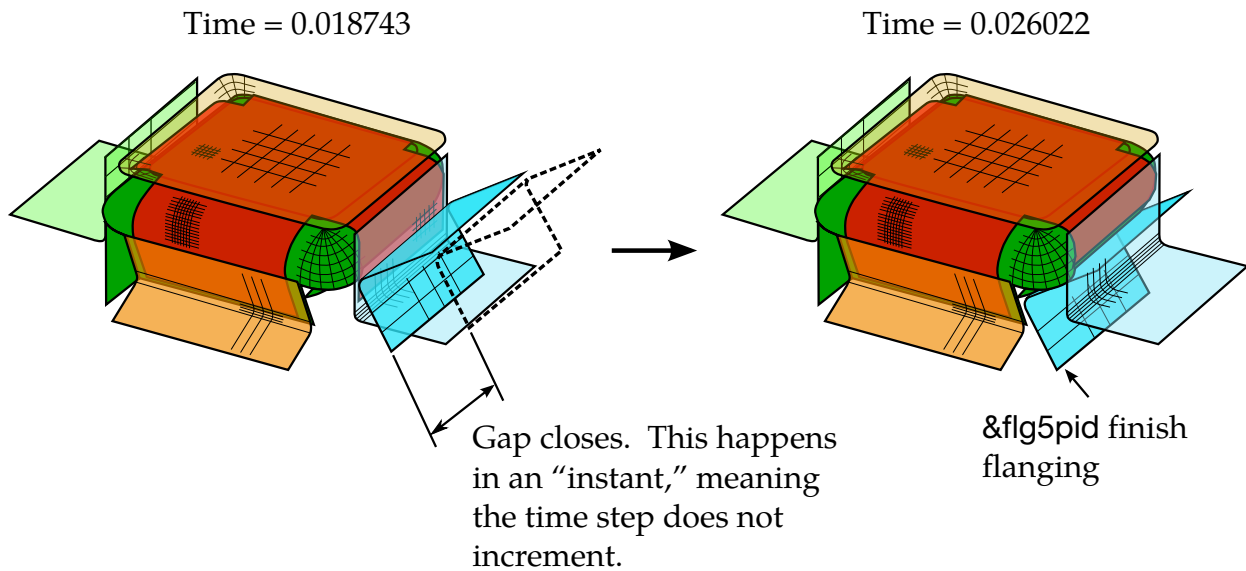 Time = 0.018743
Time = 0.026022
Gap closes.  This happens
in an “instant,” meaning
the time step does not
increment.
&flg5pid finish
flanging